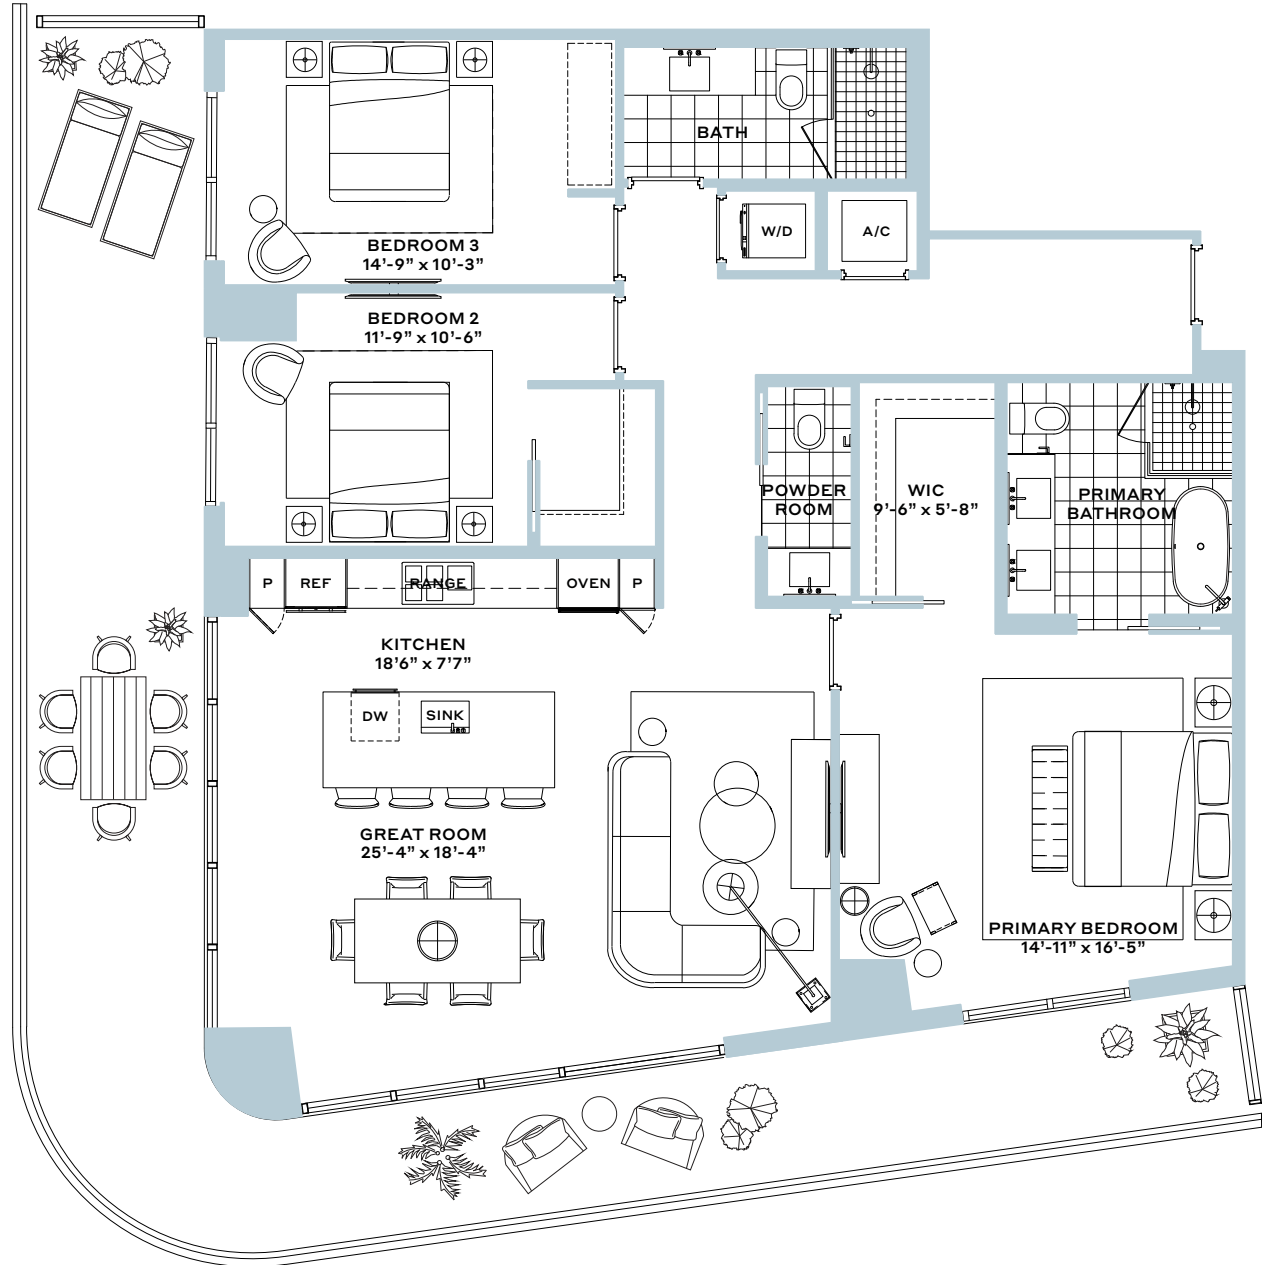 BATH
W/D
A/C
BEDROOM 3
14'-9" x 10'-3"
BEDROOM 2
11'-9" x 10'-6"
POWDER
ROOM
WIC
9'-6" x 5'-8"
PRIMARY
BATHROOM
P
REF
RANGE
OVEN
P
KITCHEN
18'6" x 7'7"
DW
SINK
GREAT ROOM
25'-4" x 18'-4"
PRIMARY BEDROOM
14'-11" x 16'-5"